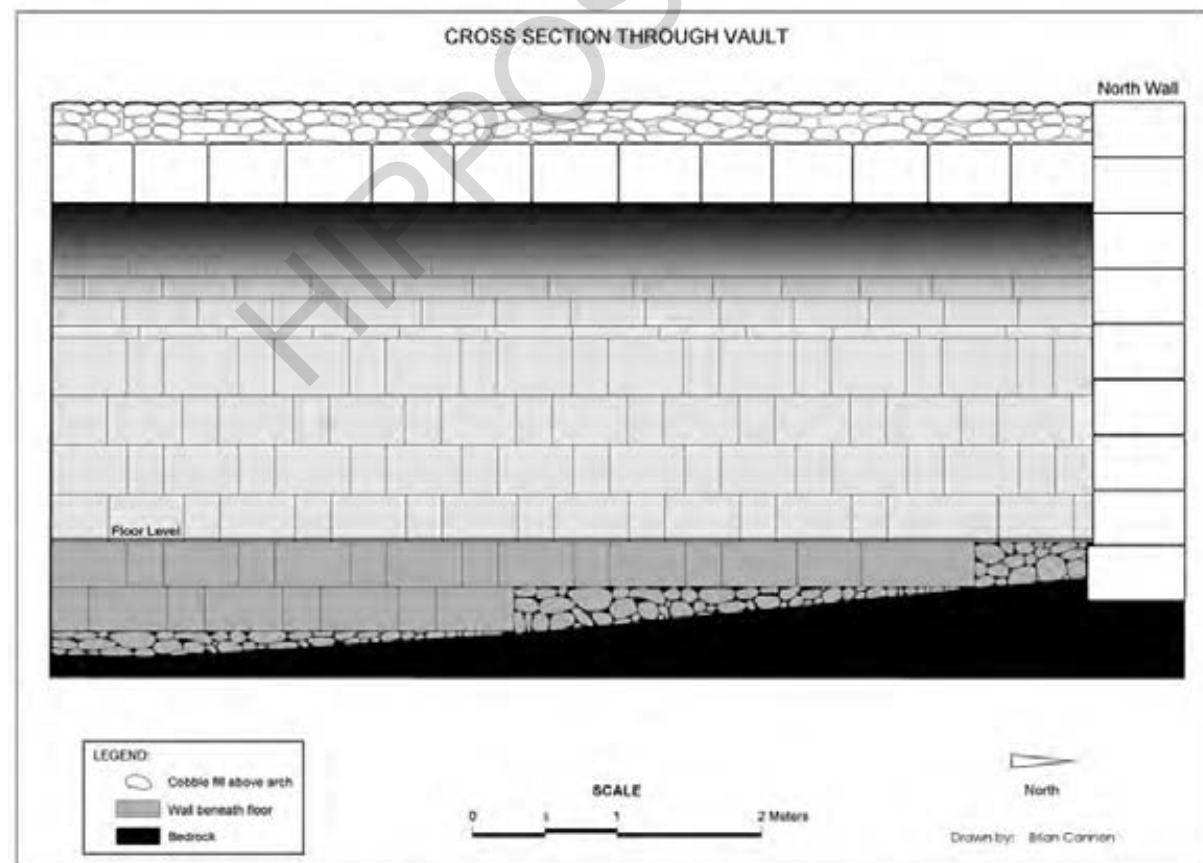 CROSS SECTION THROUGH VAULT
North Wall
HIPPOS
Floor Level
LEGEND:
Cobble fill above arch
Wall beneath floor
Bedrock
SCALE
0 1 2 Meters
North
Drawn by: Brian Cannon